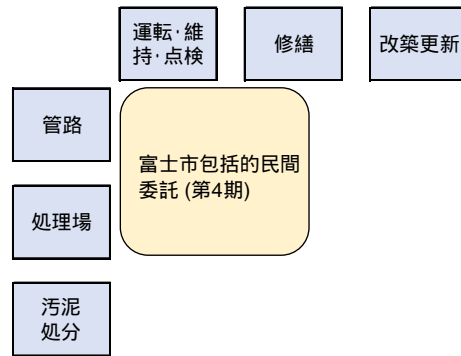 運転･維
持･点検
修繕
改築更新
管路
富士市包括的民間
委託 (第4期)
処理場
汚泥
処分